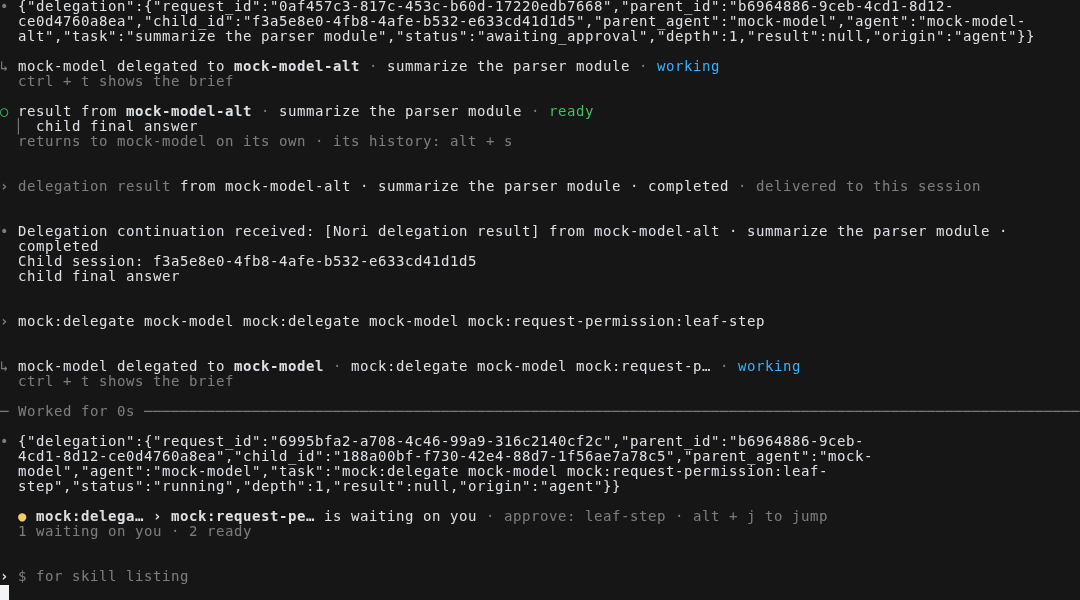 • {"delegation":{"request_id":"0af457c3-817c-453c-b60d-17220edb7668","parent_id":"b6964886-9ceb-4cd1-8d12-
ce0d4760a8ea","child_id":"f3a5e8e0-4fb8-4afe-b532-e633cd41d1d5","parent_agent":"mock-model","agent":"mock-model-
alt","task":"summarize the parser module","status":"awaiting_approval","depth":1,"result":null,"origin":"agent"}}
↳ mock-model delegated to mock-model-alt · summarize the parser module · working
ctrl + t shows the brief
○ result from mock-model-alt · summarize the parser module · ready
│ child final answer
returns to mock-model on its own · its history: alt + s
› delegation result from mock-model-alt · summarize the parser module · completed · delivered to this session
• Delegation continuation received: [Nori delegation result] from mock-model-alt · summarize the parser module ·
completed
Child session: f3a5e8e0-4fb8-4afe-b532-e633cd41d1d5
child final answer
› mock:delegate mock-model mock:delegate mock-model mock:request-permission:leaf-step
↳ mock-model delegated to mock-model · mock:delegate mock-model mock:request-p… · working
ctrl + t shows the brief
─ Worked for 0s ─
• {"delegation":{"request_id":"6995bfa2-a708-4c46-99a9-316c2140cf2c","parent_id":"b6964886-9ceb-
4cd1-8d12-ce0d4760a8ea","child_id":"188a00bf-f730-42e4-88d7-1f56ae7a78c5","parent_agent":"mock-
model","agent":"mock-model","task":"mock:delegate mock-model mock:request-permission:leaf-
step","status":"running","depth":1,"result":null,"origin":"agent"}}
● mock:delega… › mock:request-pe… is waiting on you · approve: leaf-step · alt + j to jump
1 waiting on you · 2 ready
› $ for skill listing